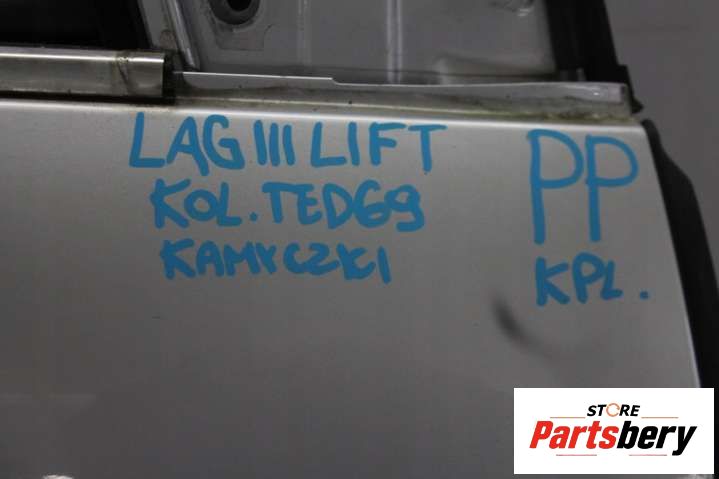 LAG III LIFT
KOL. TED69
KAMYCZKI
PP
KPL.
STORE
Partsbery